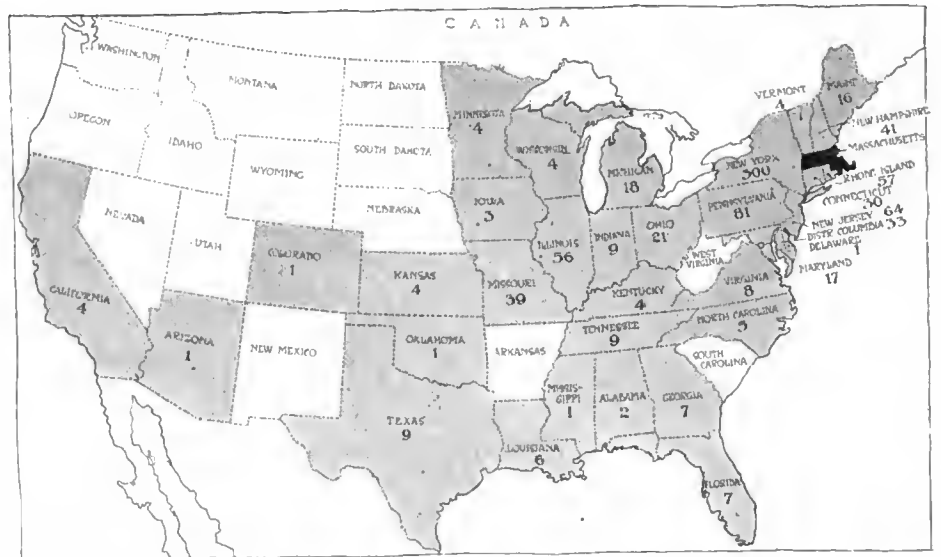 CANADA
WASHINGTON
MONTANA
NORTH DAKOTA
MINNESOTA
4
VERMONT
4
MAINE
16
NEW HAMPSHIRE
41
MASSACHUSETTS
OREGON
IDAHO
SOUTH DAKOTA
WISCONSIN
4
MICHIGAN
18
NEW YORK
300
RHODE ISLAND
57
CONNECTICUT
WYOMING
NEBRASKA
IOWA
3
PENNSYLVANIA
81
NEW JERSEY 64
DISTR COLUMBIA 33
DELAWARE
1
MARYLAND
17
NEVADA
UTAH
COLORADO
1
KANSAS
4
MISSOURI
39
ILLINOIS
56
INDIANA
9
OHIO
21
WEST
VIRGINIA
VIRGINIA
8
KENTUCKY
4
CALIFORNIA
4
ARIZONA
1
NEW MEXICO
OKLAHOMA
1
ARKANSAS
TENNESSEE
9
NORTH CAROLINA
SOUTH
CAROLINA
TEXAS
9
LOUISIANA
6
MISSIS-
SIPPI
1
ALABAMA
2
GEORGIA
7
FLORIDA
7